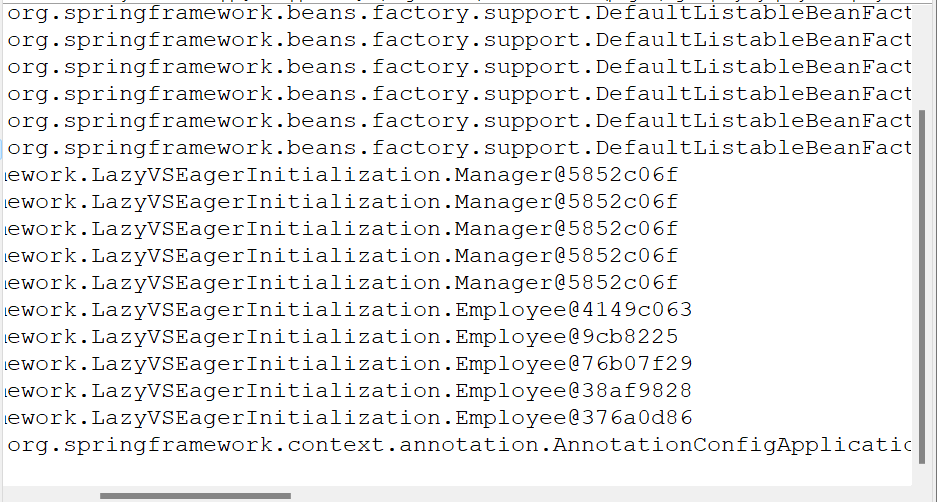 org.springframework.beans.factory.support.DefaultListableBeanFact
org.springframework.beans.factory.support.DefaultListableBeanFact
org.springframework.beans.factory.support.DefaultListableBeanFact
org.springframework.beans.factory.support.DefaultListableBeanFact
org.springframework.beans.factory.support.DefaultListableBeanFact
org.springframework.beans.factory.support.DefaultListableBeanFact
ework.LazyVSEagerInitialization.Manager@5852c06f
ework.LazyVSEagerInitialization.Manager@5852c06f
ework.LazyVSEagerInitialization.Manager@5852c06f
ework.LazyVSEagerInitialization.Manager@5852c06f
ework.LazyVSEagerInitialization.Manager@5852c06f
ework.LazyVSEagerInitialization.Employee@4149c063
ework.LazyVSEagerInitialization.Employee@9cb8225
ework.LazyVSEagerInitialization.Employee@76b07f29
ework.LazyVSEagerInitialization.Employee@38af9828
ework.LazyVSEagerInitialization.Employee@376a0d86
org.springframework.context.annotation.AnnotationConfigApplicatio